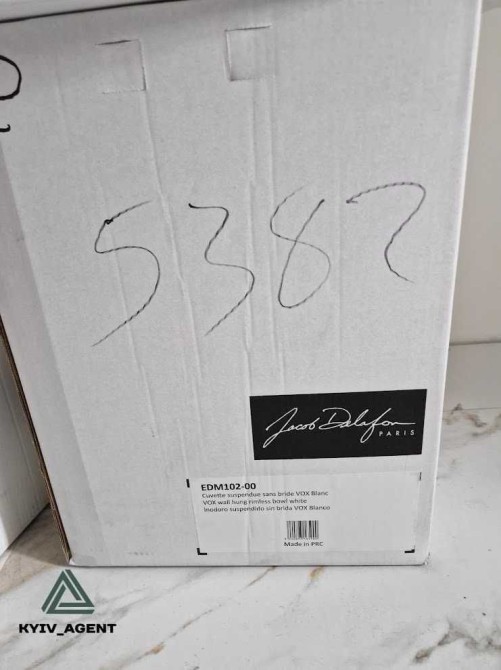 5387
Jacob Delafon
PARIS
EDM102-00
Cuvette suspendue sans bride VOX Blanc
VOX wall hung rimless bowl white
Inodoro suspendido sin brida VOX Blanco
Made in PRC
KYIV_AGENT